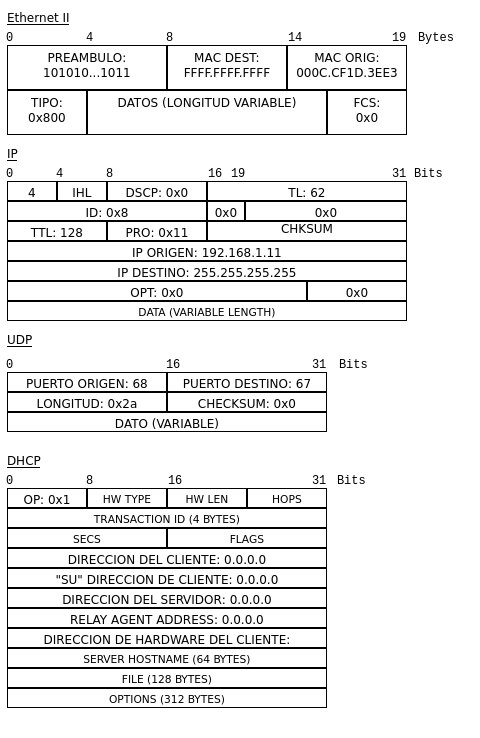 Ethernet II
0 4 8 14 19 Bytes
PREAMBULO: MAC DEST: MAC ORIG:
101010...1011 FFFF.FFFF.FFFF 000C.CF1D.3EE3
TIPO: DATOS (LONGITUD VARIABLE) FCS:
0x800 0x0
IP
0 4 8 16 19 31 Bits
4 IHL DSCP: 0x0 TL: 62
ID: 0x8 0x0 0x0
TTL: 128 PRO: 0x11 CHKSUM
IP ORIGEN: 192.168.1.11
IP DESTINO: 255.255.255.255
OPT: 0x0 0x0
DATA (VARIABLE LENGTH)
UDP
0 16 31 Bits
PUERTO ORIGEN: 68 PUERTO DESTINO: 67
LONGITUD: 0x2a CHECKSUM: 0x0
DATO (VARIABLE)
DHCP
0 8 16 31 Bits
OP: 0x1 HW TYPE HW LEN HOPS
TRANSACTION ID (4 BYTES)
SECS FLAGS
DIRECCION DEL CLIENTE: 0.0.0.0
"SU" DIRECCION DE CLIENTE: 0.0.0.0
DIRECCION DEL SERVIDOR: 0.0.0.0
RELAY AGENT ADDRESS: 0.0.0.0
DIRECCION DE HARDWARE DEL CLIENTE:
SERVER HOSTNAME (64 BYTES)
FILE (128 BYTES)
OPTIONS (312 BYTES)